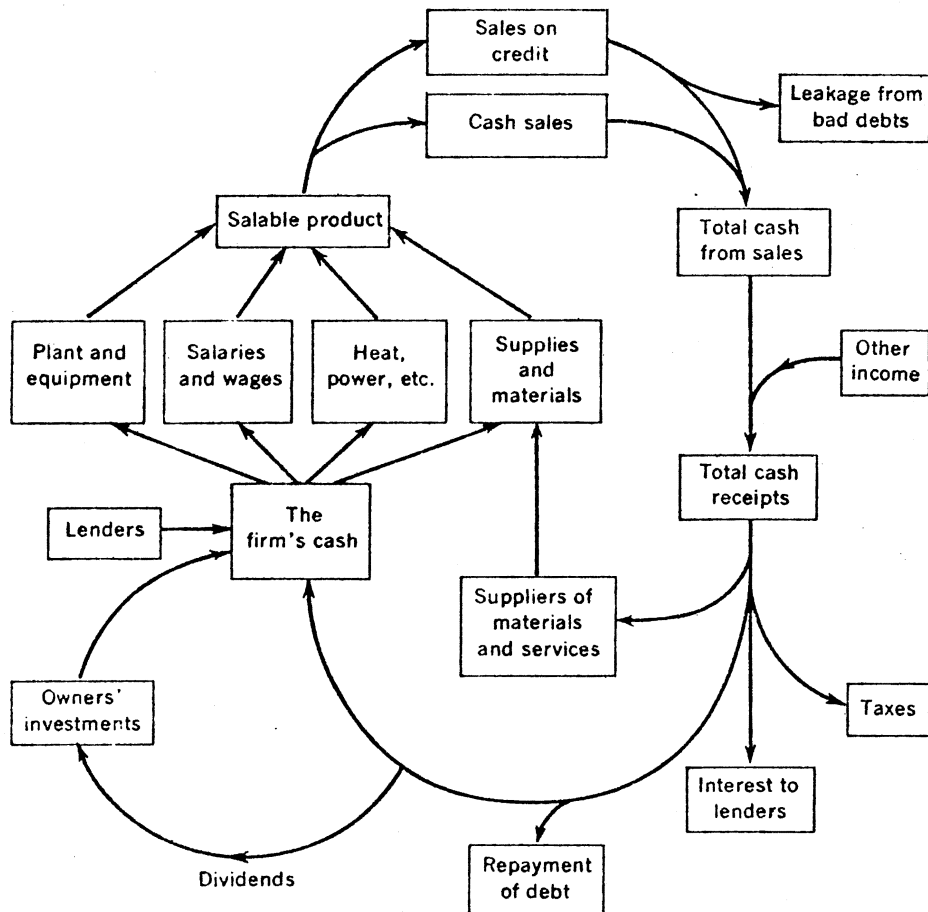 Sales on
credit
Leakage from
bad debts
Cash sales
Salable product
Total cash
from sales
Plant and
equipment
Salaries
and wages
Heat,
power, etc.
Supplies
and
materials
Other
income
Total cash
receipts
Lenders
The
firm's cash
Suppliers of
materials
and services
Owners'
investments
Taxes
Interest to
lenders
Dividends
Repayment
of debt